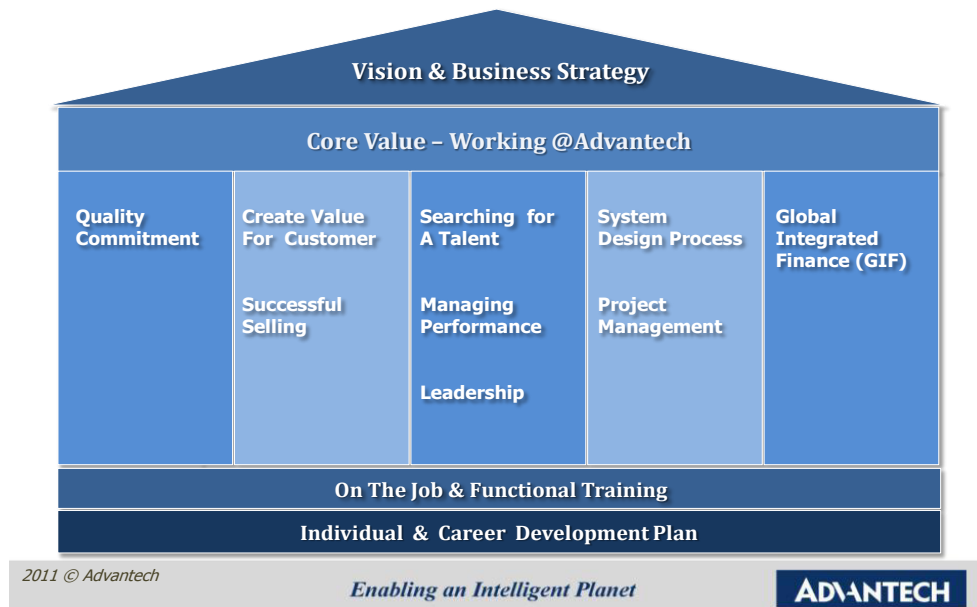 Vision & Business Strategy
Core Value – Working @Advantech
Quality
Commitment
Create Value
For Customer
Successful
Selling
Searching for
A Talent
Managing
Performance
Leadership
System
Design Process
Project
Management
Global
Integrated
Finance (GIF)
On The Job & Functional Training
Individual & Career Development Plan
2011 © Advantech
Enabling an Intelligent Planet
ADVANTECH